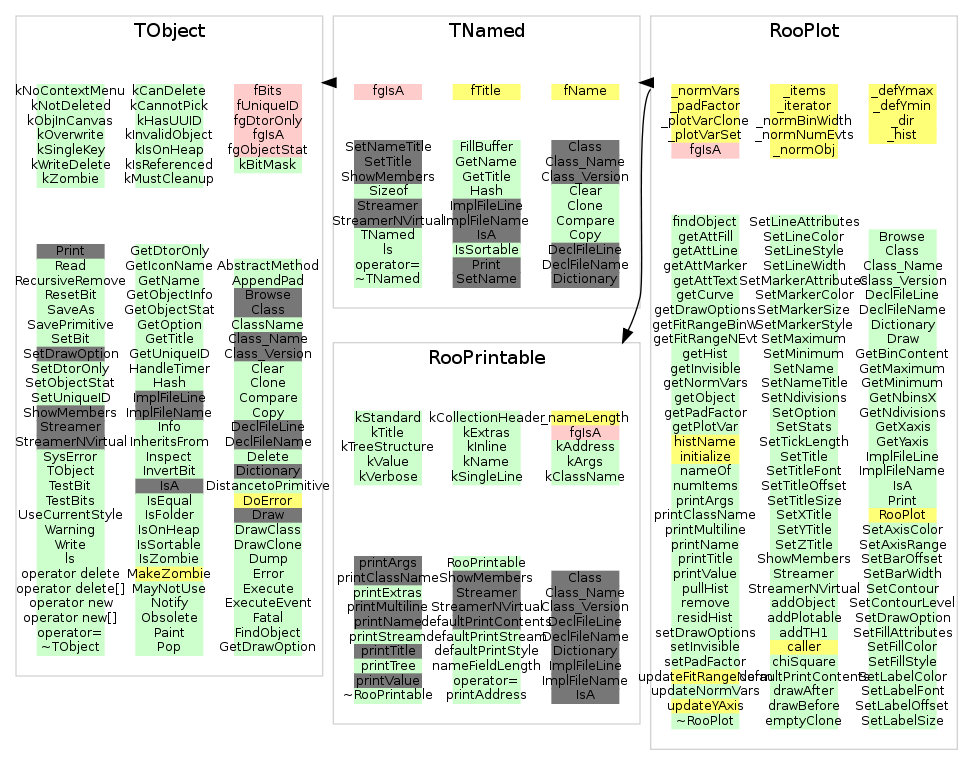 TObject
kNoContextMenu
kNotDeleted
kObjInCanvas
kOverwrite
kSingleKey
kWriteDelete
kZombie
kCanDelete
kCannotPick
kHasUUID
kInvalidObject
kIsOnHeap
kIsReferenced
kMustCleanup
fBits
fUniqueID
fgDtorOnly
fgIsA
fgObjectStat
kBitMask
Print
Read
RecursiveRemove
ResetBit
SaveAs
SavePrimitive
SetBit
SetDrawOption
SetDtorOnly
SetObjectStat
SetUniqueID
ShowMembers
Streamer
StreamerNVirtual
SysError
TObject
TestBit
TestBits
UseCurrentStyle
Warning
Write
ls
operator delete
operator delete[]
operator new
operator new[]
operator=
~TObject
GetDtorOnly
GetIconName
GetName
GetObjectInfo
GetObjectStat
GetOption
GetTitle
GetUniqueID
HandleTimer
Hash
ImplFileLine
ImplFileName
Info
InheritsFrom
Inspect
InvertBit
IsA
IsEqual
IsFolder
IsOnHeap
IsSortable
IsZombie
MakeZombie
MayNotUse
Notify
Obsolete
Paint
Pop
AbstractMethod
AppendPad
Browse
Class
ClassName
Class_Name
Class_Version
Clear
Clone
Compare
Copy
DeclFileLine
DeclFileName
Delete
Dictionary
DistancetoPrimitive
DoError
Draw
DrawClass
DrawClone
Dump
Error
Execute
ExecuteEvent
Fatal
FindObject
GetDrawOption
TNamed
fgIsA
fTitle
fName
SetNameTitle
SetTitle
ShowMembers
Sizeof
Streamer
StreamerNVirtual
TNamed
ls
operator=
~TNamed
FillBuffer
GetName
GetTitle
Hash
ImplFileLine
ImplFileName
IsA
IsSortable
Print
SetName
Class
Class_Name
Class_Version
Clear
Clone
Compare
Copy
DeclFileLine
DeclFileName
Dictionary
RooPrintable
kStandard
kTitle
kTreeStructure
kValue
kVerbose
kCollectionHeader
kExtras
kInline
kName
kSingleLine
_nameLength
fgIsA
kAddress
kArgs
kClassName
printArgs
printClassName
printExtras
printMultiline
printName
printStream
printTitle
printTree
printValue
~RooPrintable
RooPrintable
ShowMembers
Streamer
StreamerNVirtual
defaultPrintContents
defaultPrintStream
defaultPrintStyle
nameFieldLength
operator=
printAddress
Class
Class_Name
Class_Version
DeclFileLine
DeclFileName
Dictionary
ImplFileLine
ImplFileName
IsA
RooPlot
_normVars
_padFactor
_plotVarClone
_plotVarSet
fgIsA
_items
_iterator
_normBinWidth
_normNumEvts
_normObj
_defYmax
_defYmin
_dir
_hist
findObject
getAttFill
getAttLine
getAttMarker
getAttText
getCurve
getDrawOptions
getFitRangeBinW
getFitRangeNEvt
getHist
getInvisible
getNormVars
getObject
getPadFactor
getPlotVar
histName
initialize
nameOf
numItems
printArgs
printClassName
printMultiline
printName
printTitle
printValue
pullHist
remove
residHist
setDrawOptions
setInvisible
setPadFactor
updateFitRangeNorm
updateNormVars
updateYAxis
~RooPlot
SetLineAttributes
SetLineColor
SetLineStyle
SetLineWidth
SetMarkerAttributes
SetMarkerColor
SetMarkerSize
SetMarkerStyle
SetMaximum
SetMinimum
SetName
SetNameTitle
SetNdivisions
SetOption
SetStats
SetTickLength
SetTitle
SetTitleFont
SetTitleOffset
SetTitleSize
SetXTitle
SetYTitle
SetZTitle
ShowMembers
Streamer
StreamerNVirtual
addObject
addPlotable
addTH1
caller
chiSquare
defaultPrintContents
drawAfter
drawBefore
emptyClone
Browse
Class
Class_Name
Class_Version
DeclFileLine
DeclFileName
Dictionary
Draw
GetBinContent
GetMaximum
GetMinimum
GetNbinsX
GetNdivisions
GetXaxis
GetYaxis
ImplFileLine
ImplFileName
IsA
Print
RooPlot
SetAxisColor
SetAxisRange
SetBarOffset
SetBarWidth
SetContour
SetContourLevel
SetDrawOption
SetFillAttributes
SetFillColor
SetFillStyle
SetLabelColor
SetLabelFont
SetLabelOffset
SetLabelSize